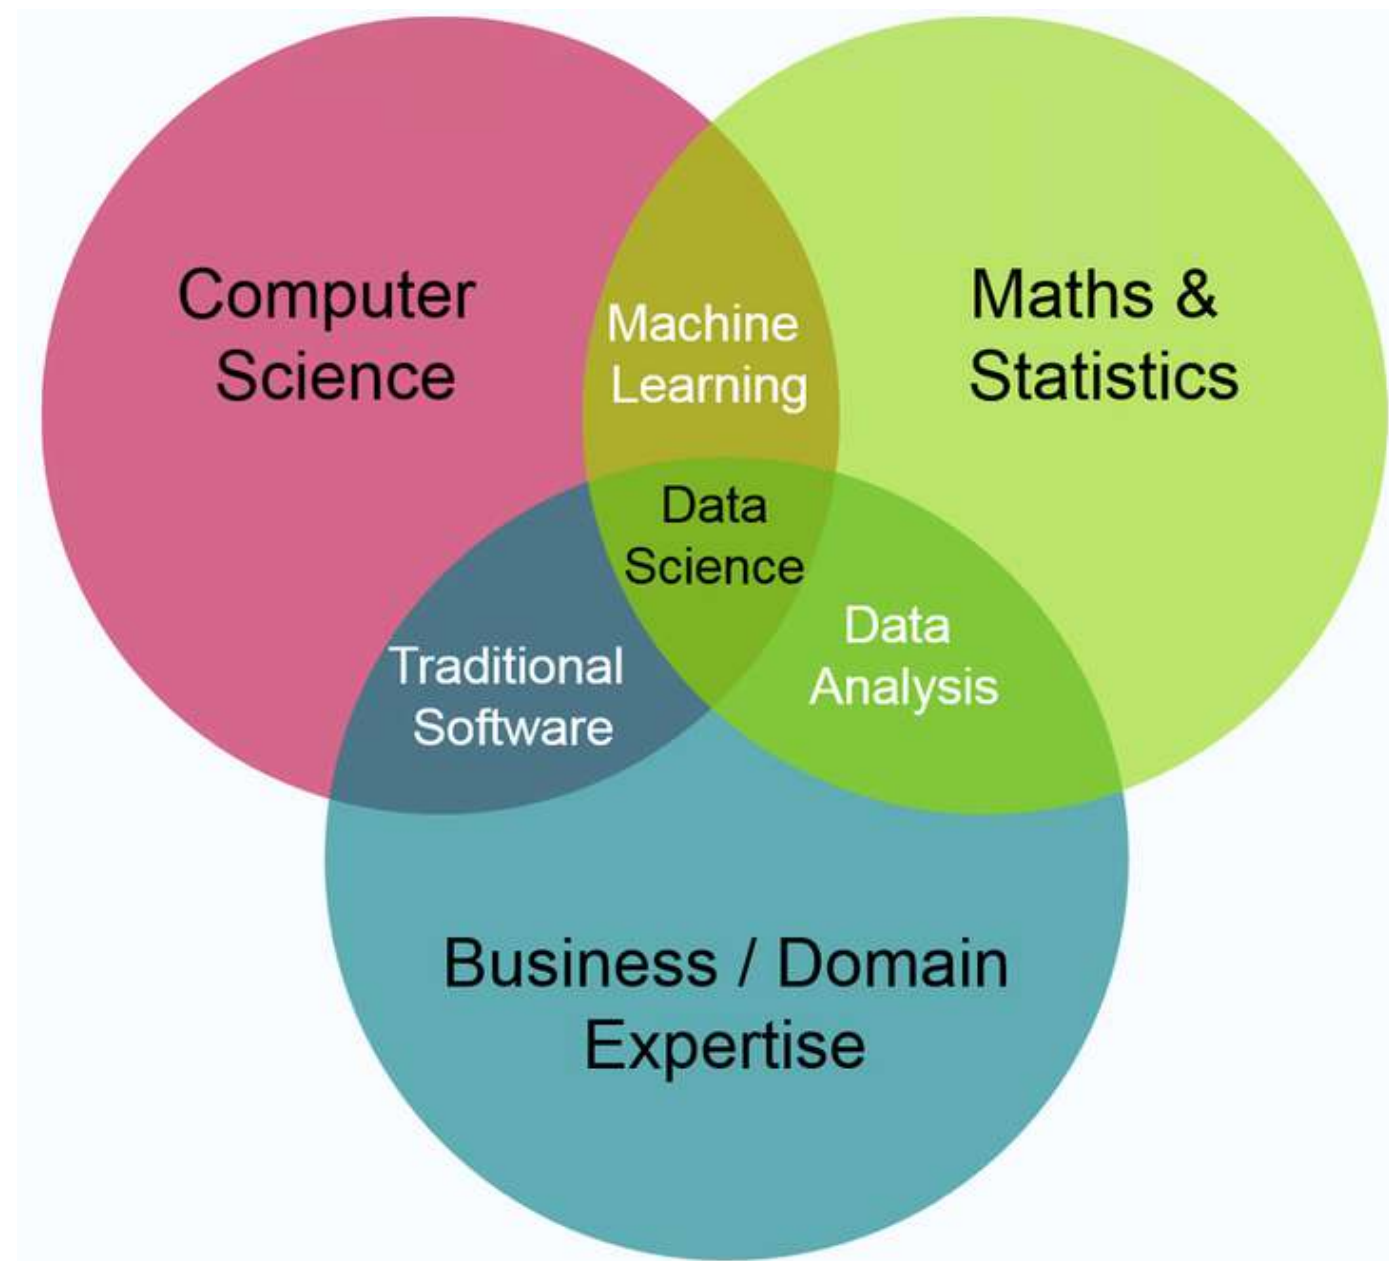 Computer
Science
Maths &
Statistics
Machine
Learning
Data
Science
Data
Analysis
Traditional
Software
Business / Domain
Expertise